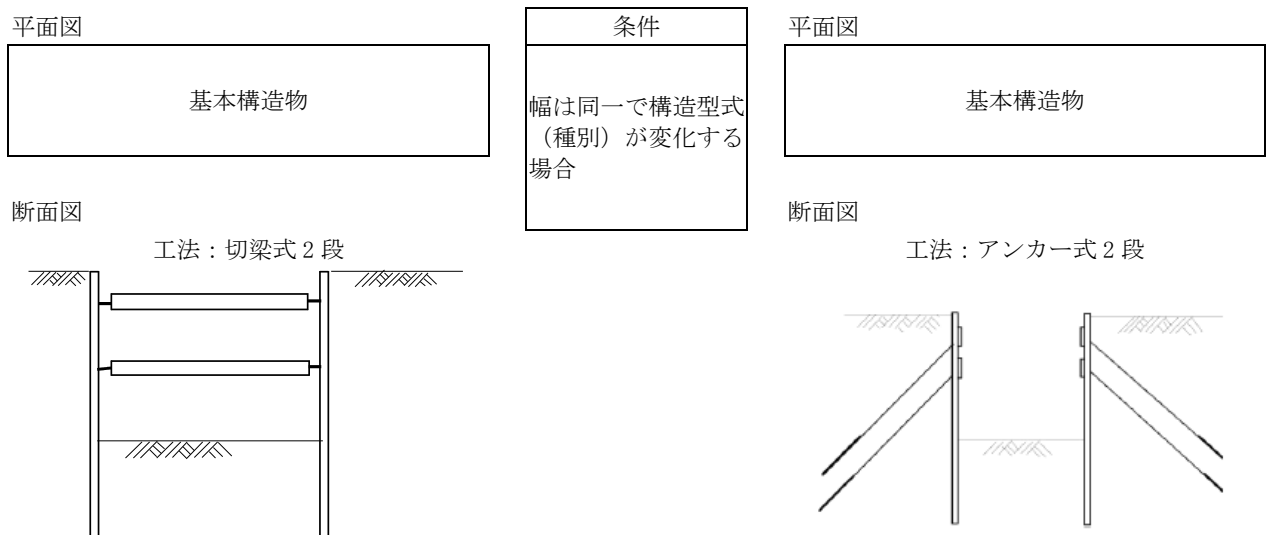 平面図
基本構造物
断面図
工法：切梁式２段
条件
幅は同一で構造型式
（種別）が変化する
場合
平面図
基本構造物
断面図
工法：アンカー式２段